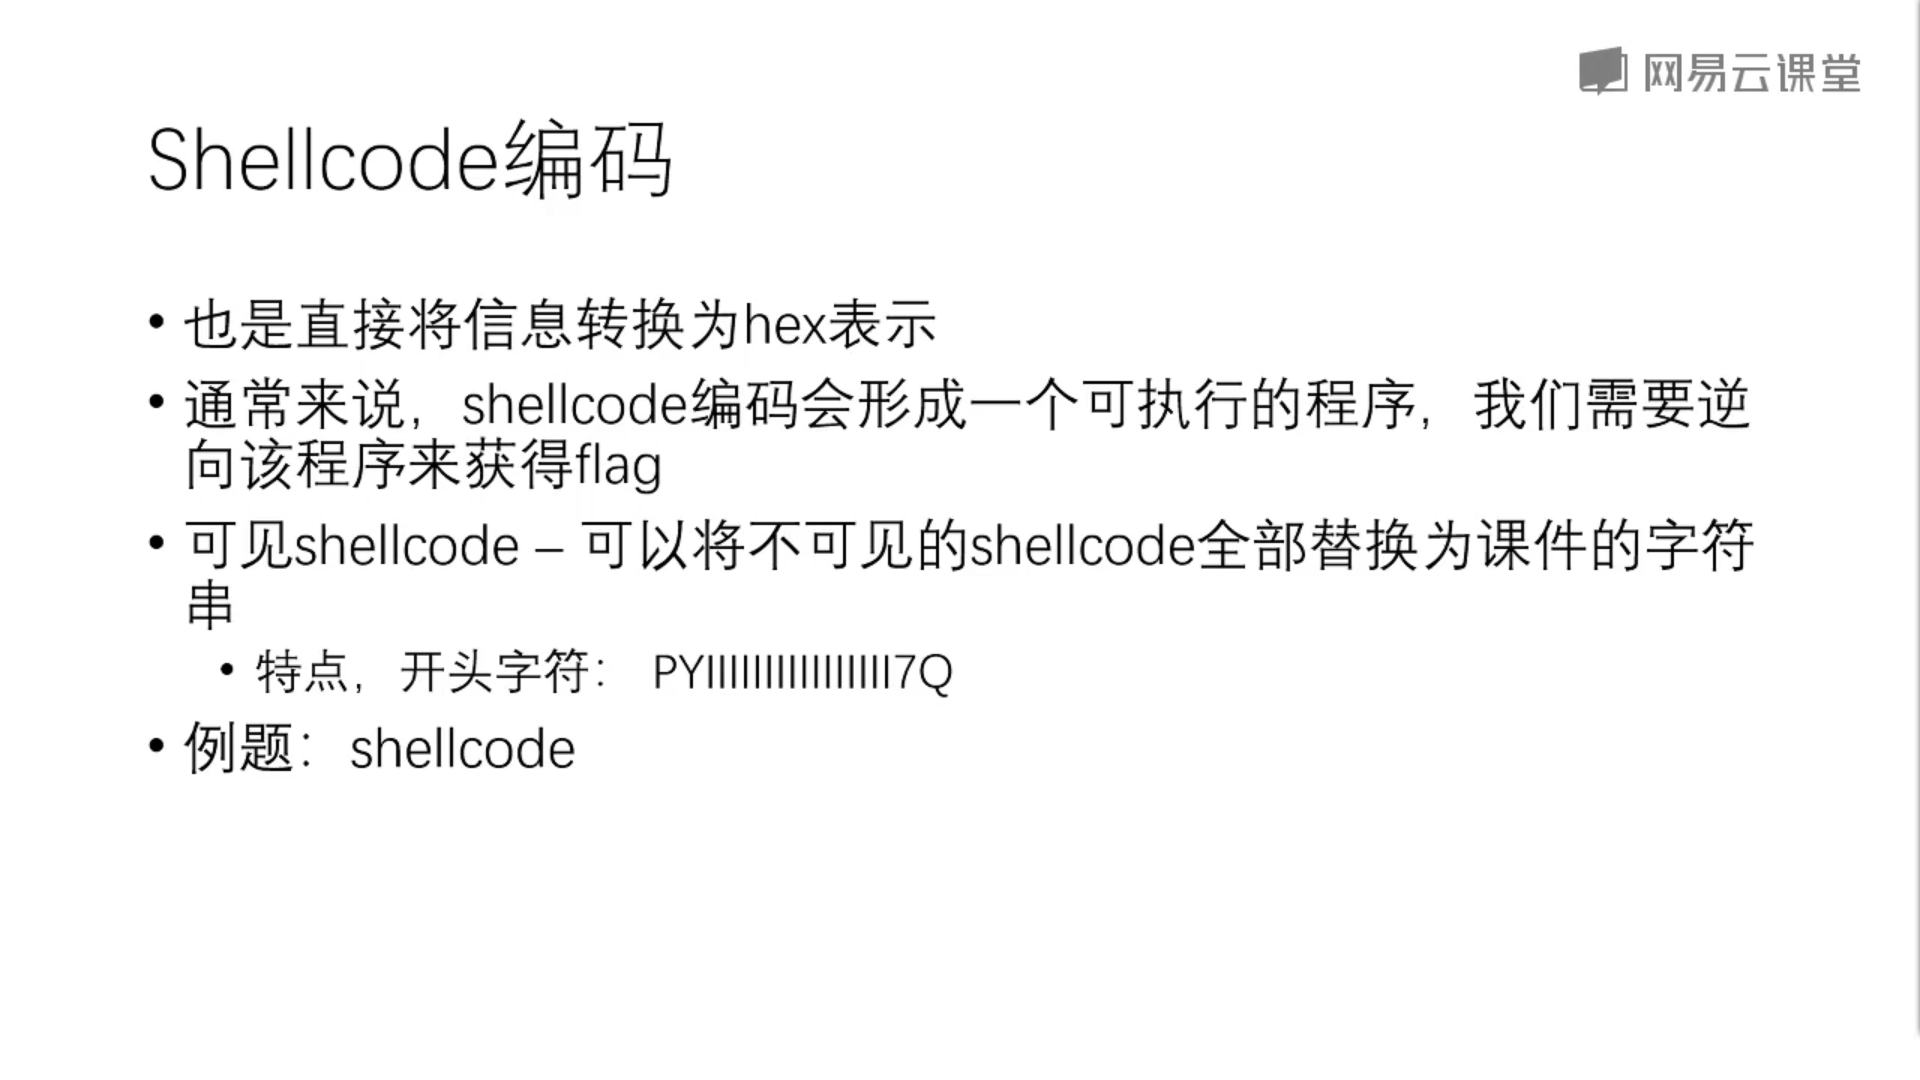 网易云课堂
Shellcode编码
• 也是直接将信息转换为hex表示
• 通常来说，shellcode编码会形成一个可执行的程序，我们需要逆
向该程序来获得flag
• 可见shellcode – 可以将不可见的shellcode全部替换为课件的字符
串
• 特点，开头字符： PYIIIIIIIIIIIIIIII7Q
• 例题：shellcode